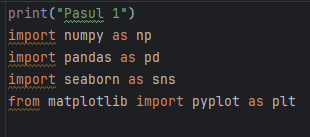 print("Pasul 1")
import numpy as np
import pandas as pd
import seaborn as sns
from matplotlib import pyplot as plt